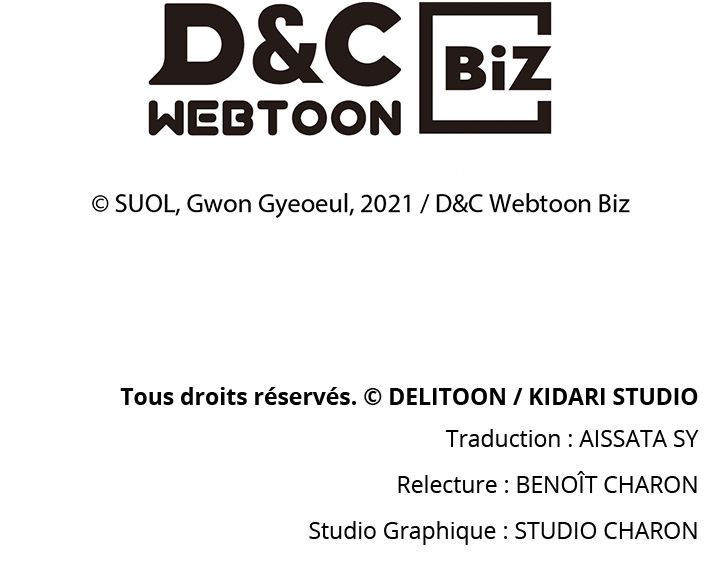 D&C
WEBTOON
BiZ
© SUOL, Gwon Gyeoeul, 2021 / D&C Webtoon Biz
Tous droits réservés. © DELITOON / KIDARI STUDIO
Traduction : AISSATA SY
Relecture : BENOÎT CHARON
Studio Graphique : STUDIO CHARON